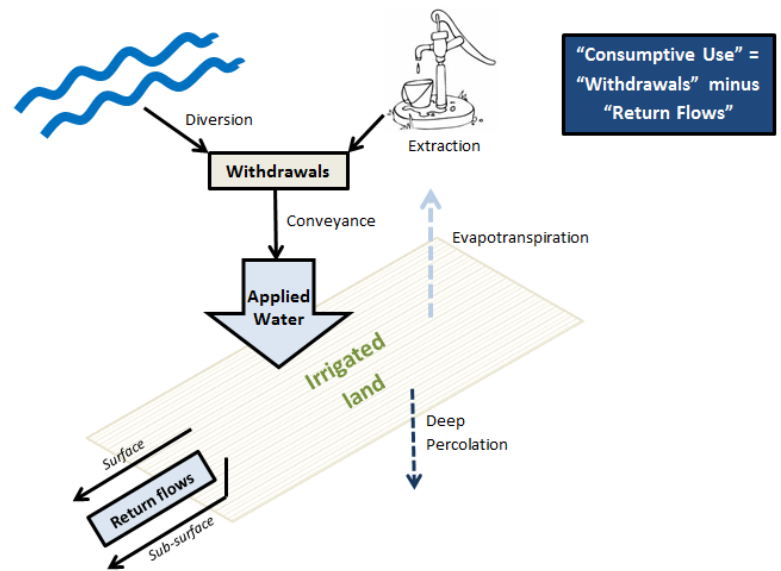 “Consumptive Use” =
“Withdrawals” minus
“Return Flows”
Diversion
Extraction
Withdrawals
Conveyance
Evapotranspiration
Applied
Water
Irrigated
land
Deep
Percolation
Surface
Return flows
Sub-surface